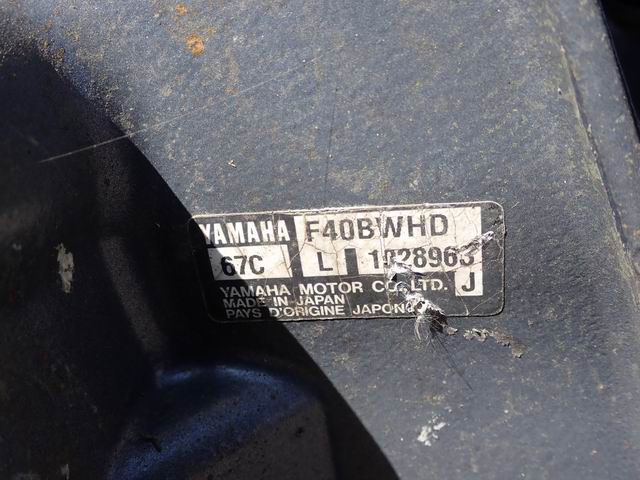 YAMAHA F40BWHD
67C L 1028963
YAMAHA MOTOR CO., LTD. J
MADE IN JAPAN
PAYS D'ORIGINE JAPON